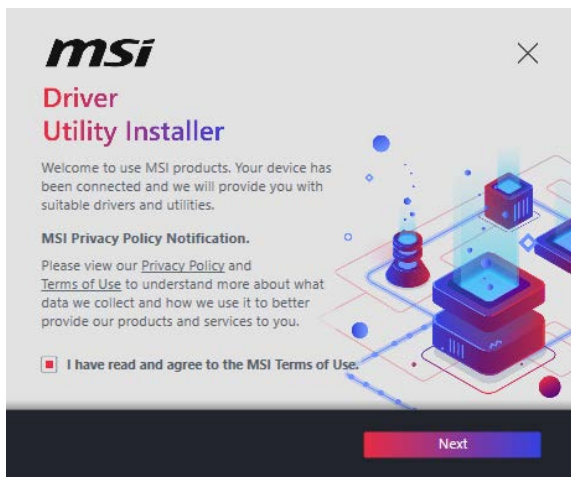 msi
Driver
Utility Installer
Welcome to use MSI products. Your device has
been connected and we will provide you with
suitable drivers and utilities.
MSI Privacy Policy Notification.
Please view our Privacy Policy and
Terms of Use to understand more about what
data we collect and how we use it to better
provide our products and services to you.
I have read and agree to the MSI Terms of Use.
Next